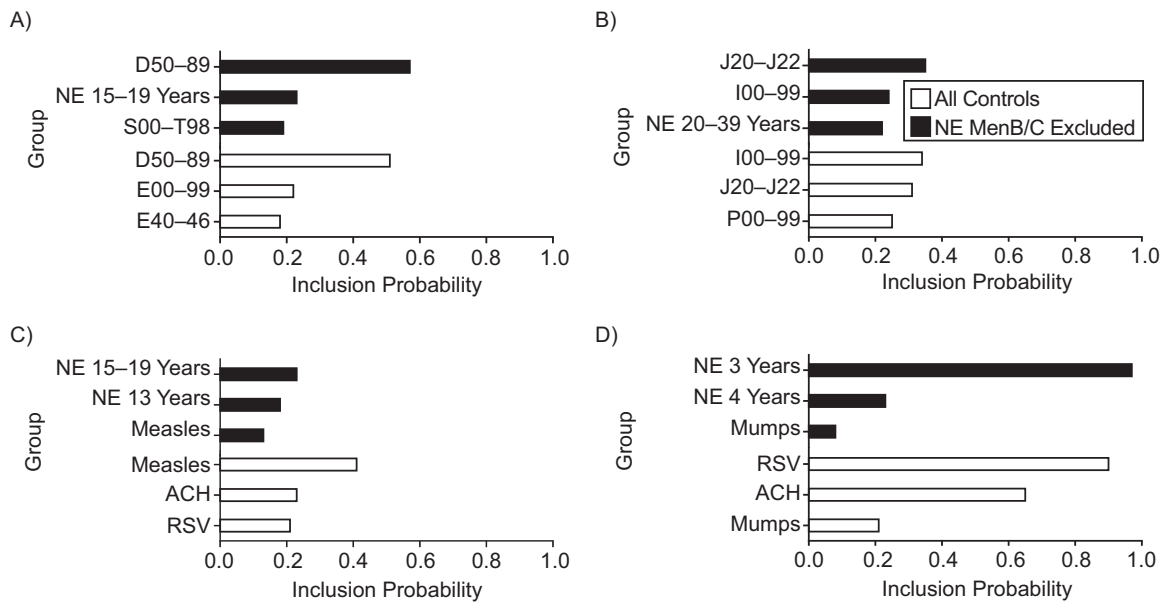 A)
Group
D50–89
NE 15–19 Years
S00–T98
D50–89
E00–99
E40–46
0.0 0.2 0.4 0.6 0.8 1.0
Inclusion Probability
B)
Group
J20–J22
I00–99
NE 20–39 Years
I00–99
J20–J22
P00–99
All Controls
NE MenB/C Excluded
0.0 0.2 0.4 0.6 0.8 1.0
Inclusion Probability
C)
Group
NE 15–19 Years
NE 13 Years
Measles
Measles
ACH
RSV
0.0 0.2 0.4 0.6 0.8 1.0
Inclusion Probability
D)
Group
NE 3 Years
NE 4 Years
Mumps
RSV
ACH
Mumps
0.0 0.2 0.4 0.6 0.8 1.0
Inclusion Probability